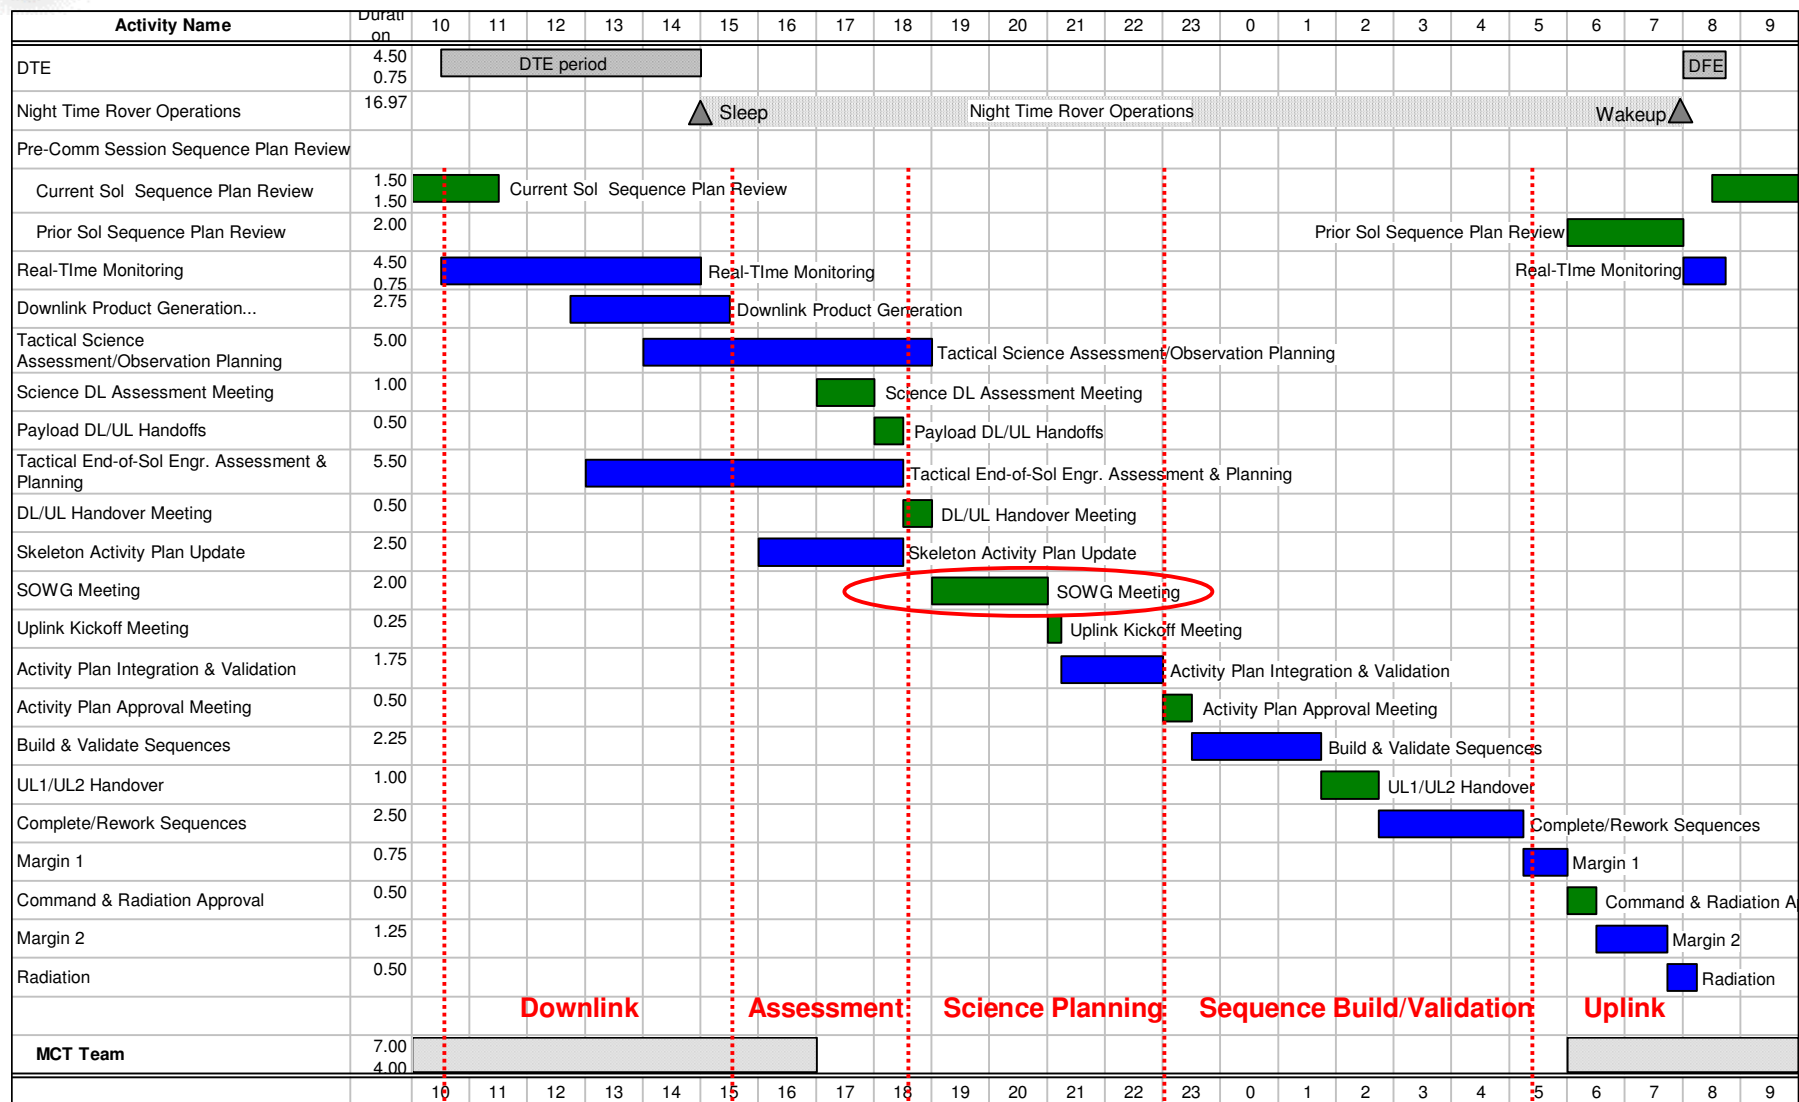 Activity Name Durati 10 11 12 13 14 15 16 17 18 19 20 21 22 23 0 1 2 3 4 5 6 7 8 9
on
DTE 4.50 DTE period DFE
0.75
Night Time Rover Operations 16.97 Sleep Night Time Rover Operations Wakeup
Pre-Comm Session Sequence Plan Review
Current Sol Sequence Plan Review 1.50 Current Sol Sequence Plan Review
1.50
Prior Sol Sequence Plan Review 2.00 Prior Sol Sequence Plan Review
Real-TIme Monitoring 4.50 Real-TIme Monitoring Real-TIme Monitoring
0.75
Downlink Product Generation... 2.75 Downlink Product Generation
Tactical Science 5.00
Assessment/Observation Planning Tactical Science Assessment/Observation Planning
Science DL Assessment Meeting 1.00 Science DL Assessment Meeting
Payload DL/UL Handoffs 0.50 Payload DL/UL Handoffs
Tactical End-of-Sol Engr. Assessment & 5.50
Planning Tactical End-of-Sol Engr. Assessment & Planning
DL/UL Handover Meeting 0.50 DL/UL Handover Meeting
Skeleton Activity Plan Update 2.50 Skeleton Activity Plan Update
SOWG Meeting 2.00 SOWG Meeting
Uplink Kickoff Meeting 0.25 Uplink Kickoff Meeting
Activity Plan Integration & Validation 1.75 Activity Plan Integration & Validation
Activity Plan Approval Meeting 0.50 Activity Plan Approval Meeting
Build & Validate Sequences 2.25 Build & Validate Sequences
UL1/UL2 Handover 1.00 UL1/UL2 Handover
Complete/Rework Sequences 2.50 Complete/Rework Sequences
Margin 1 0.75 Margin 1
Command & Radiation Approval 0.50 Command & Radiation A
Margin 2 1.25 Margin 2
Radiation 0.50 Radiation
Downlink Assessment Science Planning Sequence Build/Validation Uplink
MCT Team 7.00
4.00
10 11 12 13 14 15 16 17 18 19 20 21 22 23 0 1 2 3 4 5 6 7 8 9